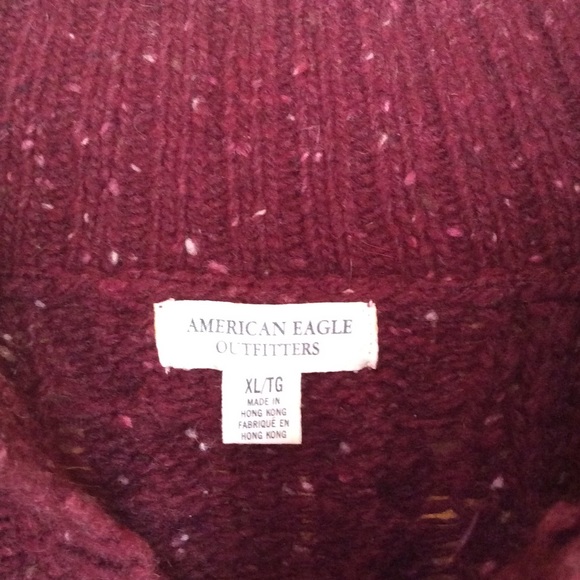 AMERICAN EAGLE
OUTFITTERS
XL/TG
MADE IN
HONG KONG
FABRIQUÉ EN
HONG KONG